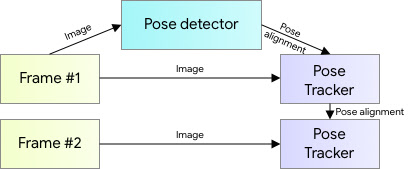 Pose detector
Image
Pose
alignment
Frame #1
Image
Pose
Tracker
Pose alignment
Frame #2
Image
Pose
Tracker